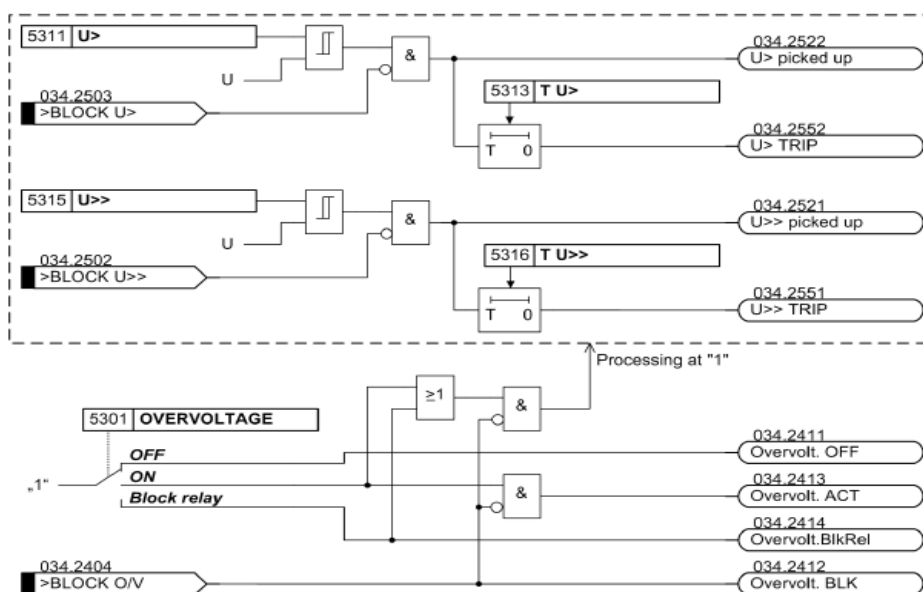 5311 U>
U
&
034.2522
U> picked up
034.2503
>BLOCK U>
5313 T U>
T 0
034.2552
U> TRIP
5315 U>>
U
&
034.2521
U>> picked up
034.2502
>BLOCK U>>
5316 T U>>
T 0
034.2551
U>> TRIP
Processing at "1"
≥1
&
5301 OVERVOLTAGE
„1"
OFF
ON
Block relay
&
034.2411
Overvolt. OFF
034.2413
Overvolt. ACT
034.2414
Overvolt.BlkRel
034.2404
>BLOCK O/V
034.2412
Overvolt. BLK